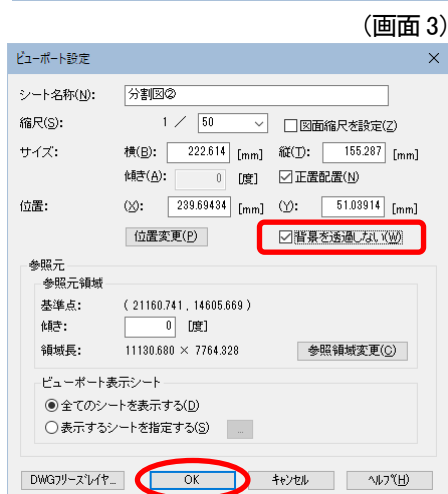 (画面 3)
ビューポート設定
シート名称(N): 分割図②
縮尺(S): 1 / 50 □図面縮尺を設定(Z)
サイズ: 横(B): 222.614 [mm] 縦(T): 155.287 [mm]
傾き(A): 0 [度] ☑正置配置(N)
位置: (X): 239.69434 [mm] (Y): 51.03914 [mm]
位置変更(P) ☑背景を透過しない(W)
参照元
参照元領域
基準点: ( 21160.741 , 14605.669 )
傾き: 0 [度]
領域長: 11130.680 × 7764.328 参照領域変更(C)
ビューポート表示シート
◉全てのシートを表示する(D)
○表示するシートを指定する(S) ...
DWGフリーズレイヤ... OK キャンセル ヘルプ(H)